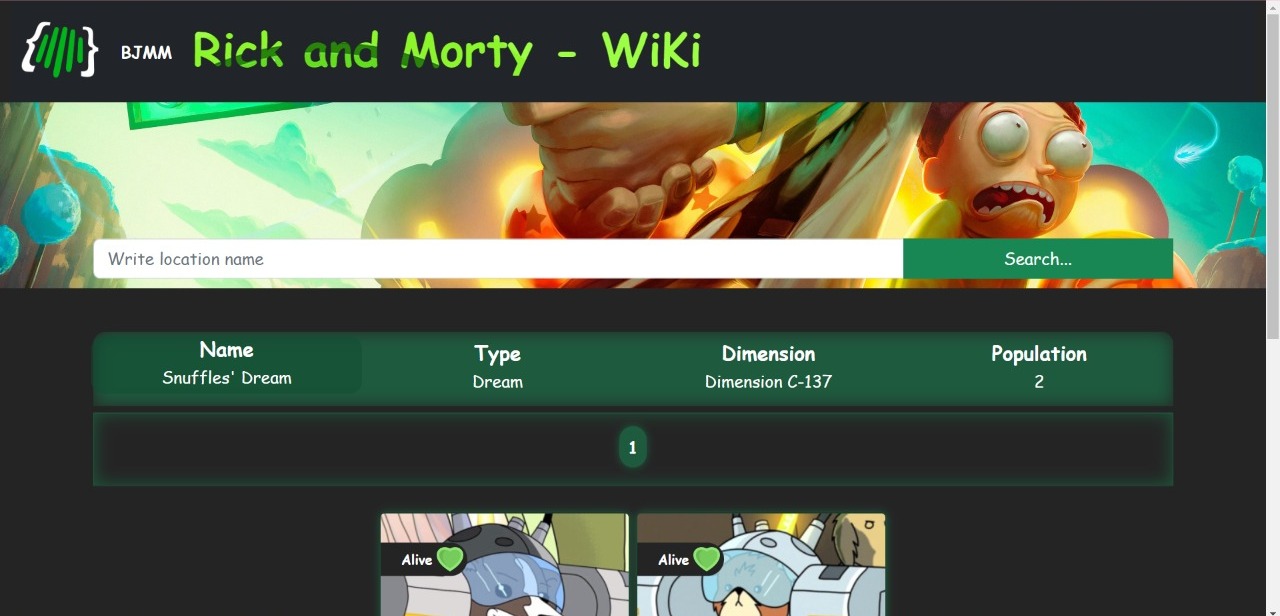 BJMM Rick and Morty - WiKi
Write location name Search...
Name Type Dimension Population
Snuffles' Dream Dream Dimension C-137 2
1
Alive Alive